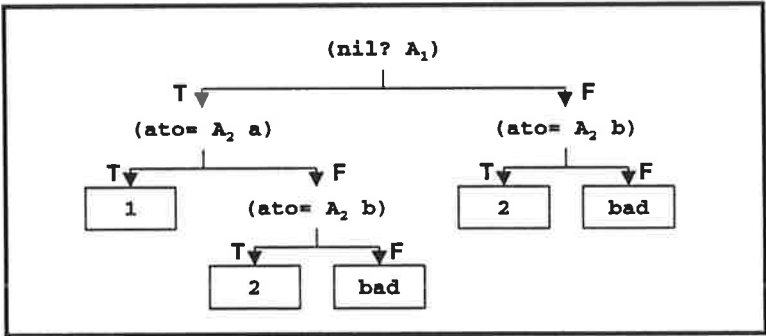 (nil? A₁)
T F
(ato= A₂ a) (ato= A₂ b)
T F T F
1 (ato= A₂ b) 2 bad
T F
2 bad